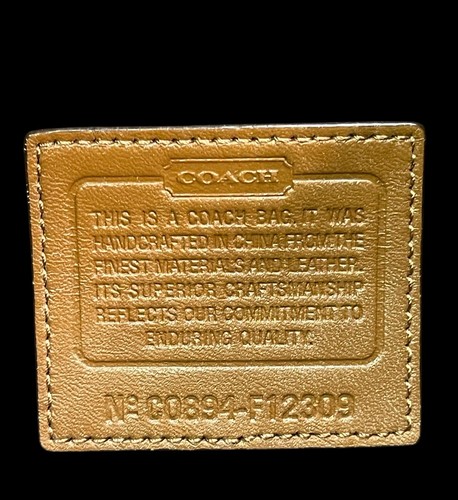 COACH
THIS IS A COACH BAG. IT WAS
HANDCRAFTED IN CHINA FROM THE
FINEST MATERIALS AND LEATHER.
ITS SUPERIOR CRAFTSMANSHIP
REFLECTS OUR COMMITMENT TO
ENDURING QUALITY.
Nº C0894-F12309